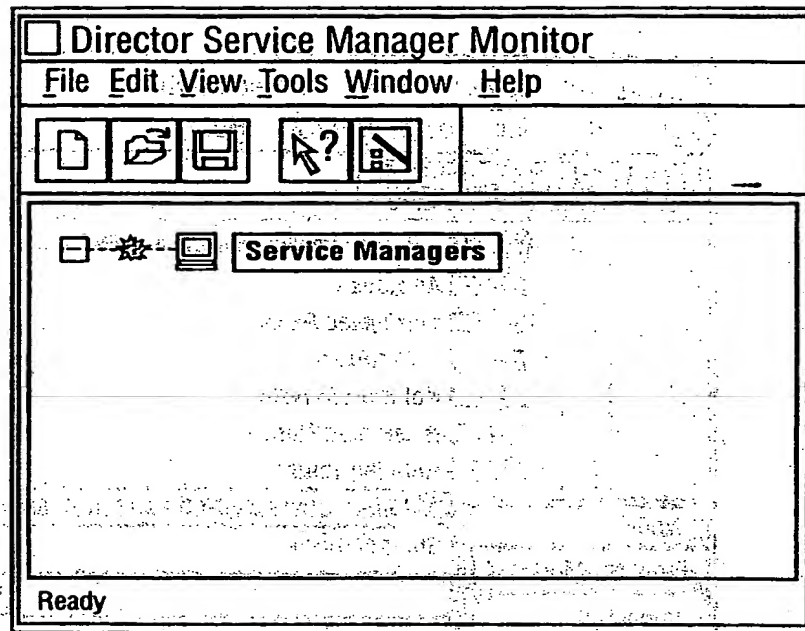 Director Service Manager Monitor
File Edit View Tools Window Help
?
Service Managers
Ready